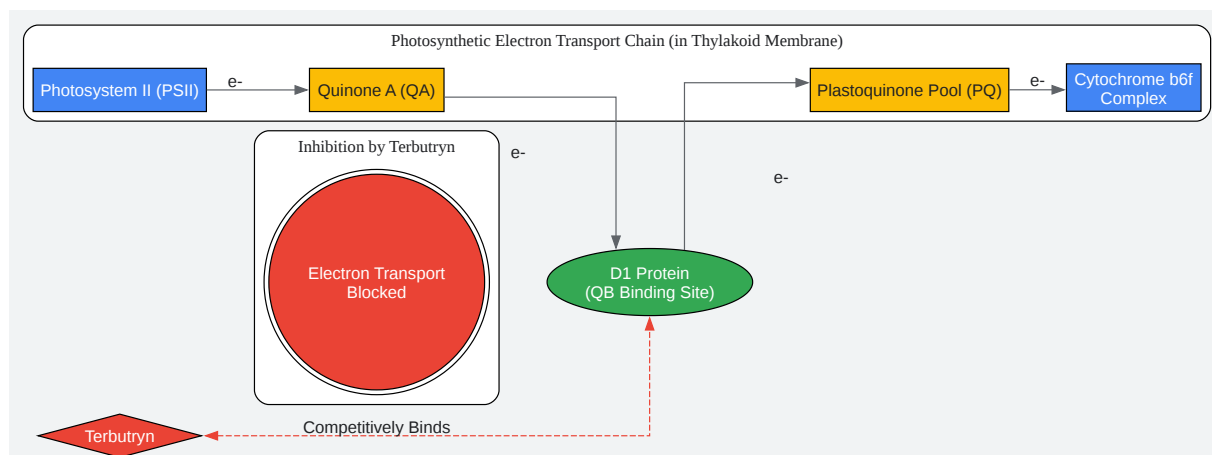 Photosynthetic Electron Transport Chain (in Thylakoid Membrane)
Photosystem II (PSII)
e-
Quinone A (QA)
Plastoquinone Pool (PQ)
e-
Cytochrome b6f
Complex
Inhibition by Terbutryn
e-
e-
Electron Transport
Blocked
D1 Protein
(QB Binding Site)
Competitively Binds
Terbutryn